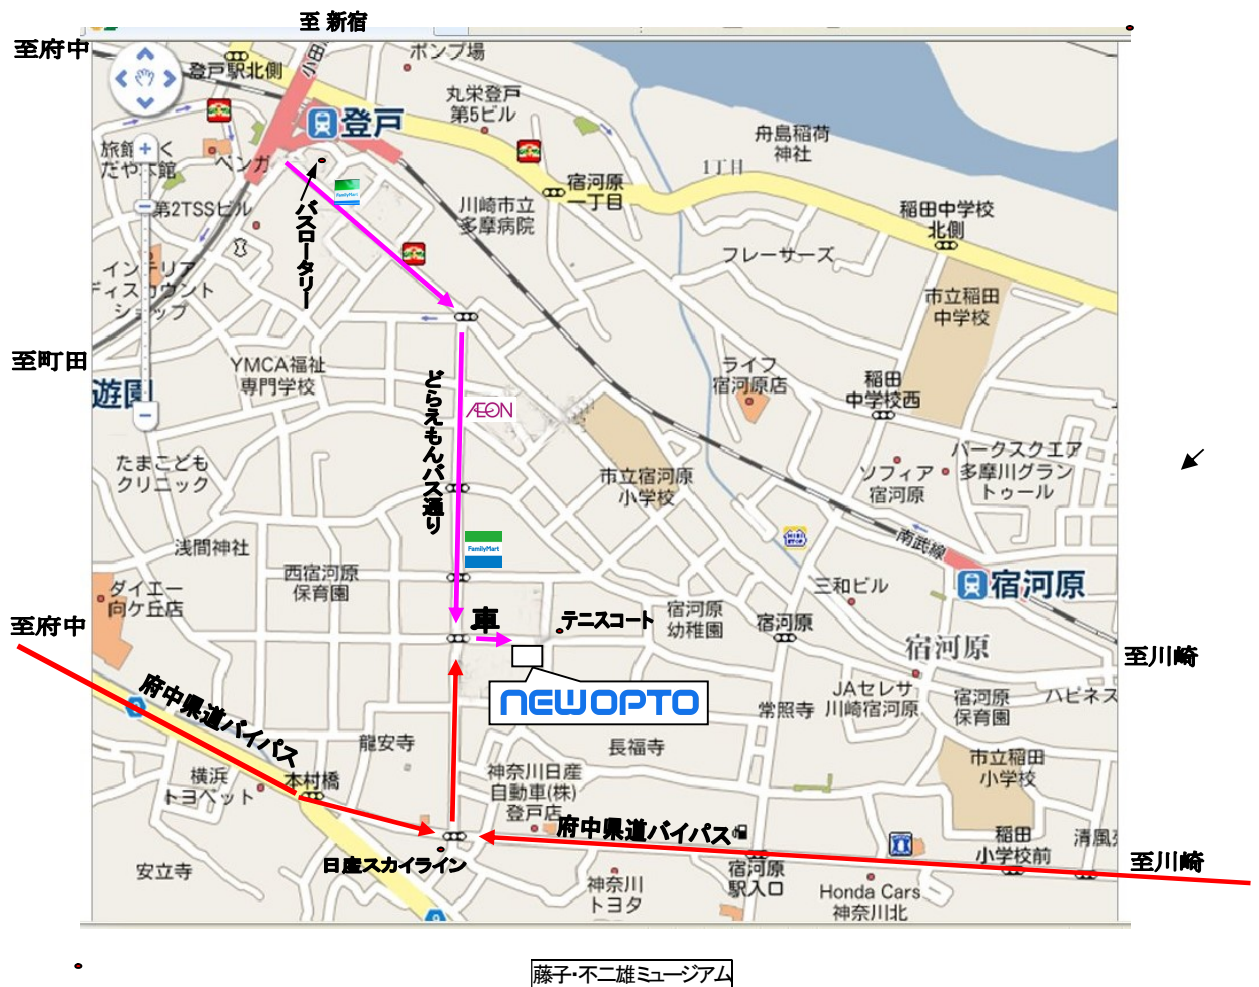 至 新宿
至府中
ポンプ場
登戸駅北側
小田
丸栄登戸
第5ビル
登戸
舟島稲荷
神社
1丁目
ベンガ
FamilyMart
宿河原
一丁目
川崎市立
多摩病院
稲田中学校
北側
第2TSSビル
バスロータリー
フレーサーズ
インテリア
ディスカウント
ショップ
市立稲田
中学校
至町田
YMCA福祉
専門学校
ライフ
宿河原店
稲田
中学校西
遊園
どらえもんバス通り
ÆON
たまこども
クリニック
市立宿河原
小学校
ソフィア
宿河原
パークスクエア
多摩川グラン
トゥール
浅間神社
FamilyMart
南武線
西宿河原
保育園
三和ビル
宿河原
ダイエー
向ケ丘店
至府中
車
テニスコート
宿河原
幼稚園
宿河原
宿河原
至川崎
NEWOPTO
JAセレサ
川崎宿河原
宿河原
保育園
ハピネス
常照寺
府中県道バイパス
龍安寺
長福寺
市立稲田
小学校
横浜
トヨペット
本村橋
神奈川日産
自動車(株)
登戸店
府中県道バイパス
稲田
小学校前
清風
日産スカイライン
至川崎
安立寺
神奈川
トヨタ
宿河原
駅入口
Honda Cars
神奈川北
藤子・不二雄ミュージアム